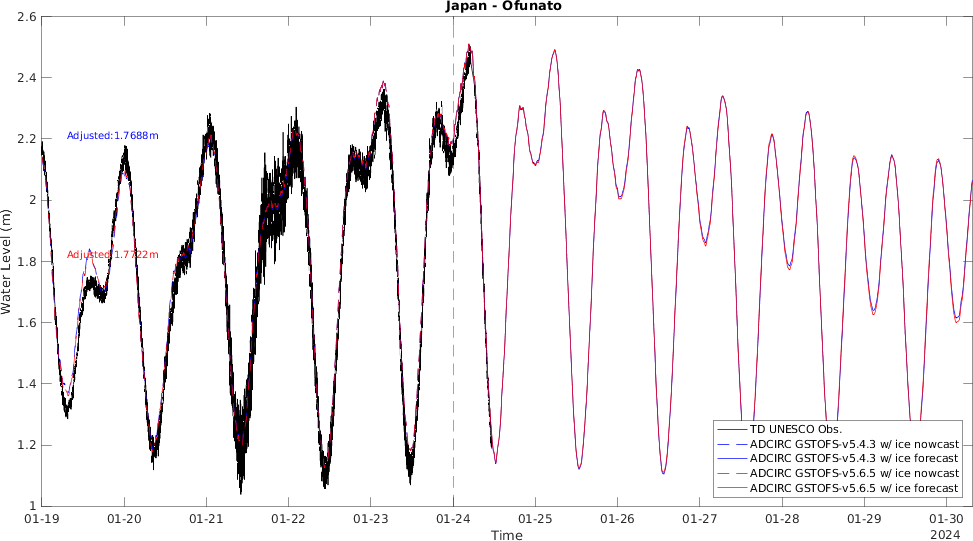 Japan - Ofunato
2.6
2.4
2.2
2
1.8
1.6
1.4
1.2
1
Water Level (m)
Adjusted:1.7688m
Adjusted:1.7722m
TD UNESCO Obs.
ADCIRC GSTOFS-v5.4.3 w/ ice nowcast
ADCIRC GSTOFS-v5.4.3 w/ ice forecast
ADCIRC GSTOFS-v5.6.5 w/ ice nowcast
ADCIRC GSTOFS-v5.6.5 w/ ice forecast
01-19 01-20 01-21 01-22 01-23 01-24 01-25 01-26 01-27 01-28 01-29 01-30
2024
Time